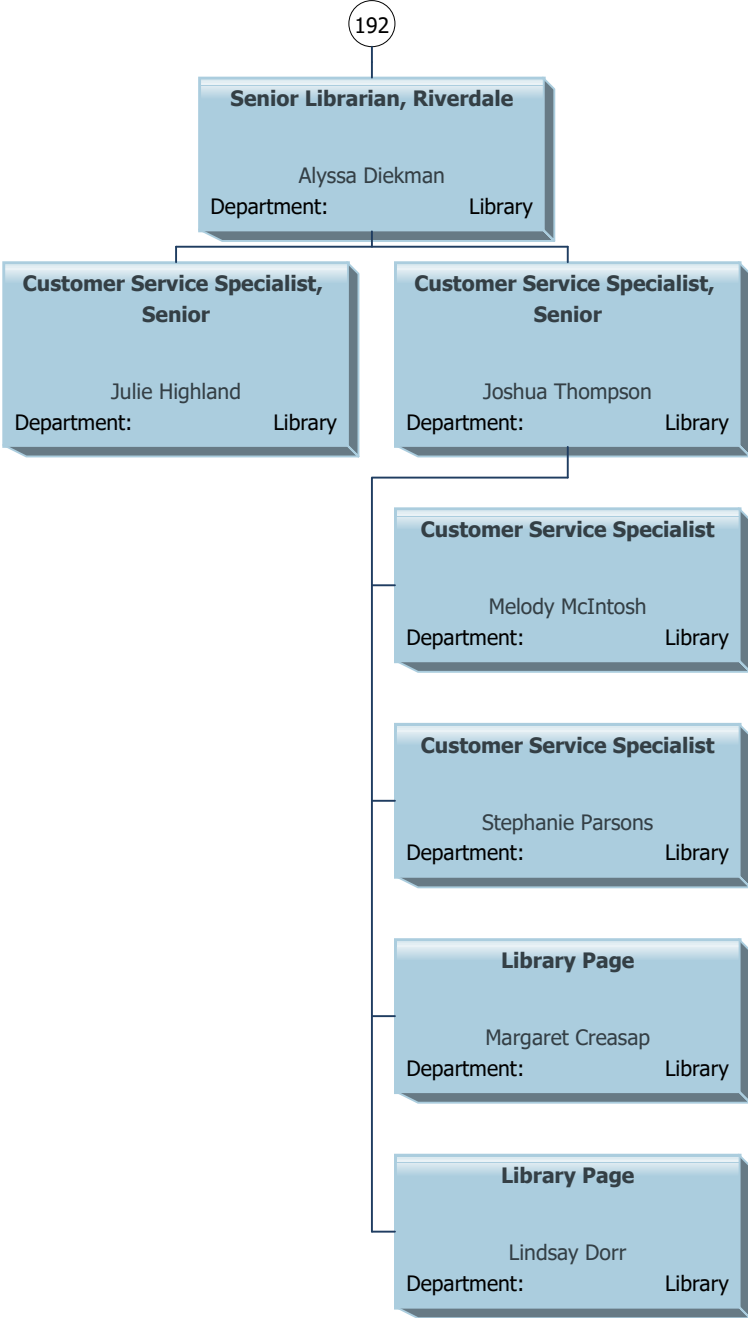 192
Senior Librarian, Riverdale
Alyssa Diekman
Department: Library
Customer Service Specialist,
Senior
Julie Highland
Department: Library
Customer Service Specialist,
Senior
Joshua Thompson
Department: Library
Customer Service Specialist
Melody McIntosh
Department: Library
Customer Service Specialist
Stephanie Parsons
Department: Library
Library Page
Margaret Creasap
Department: Library
Library Page
Lindsay Dorr
Department: Library